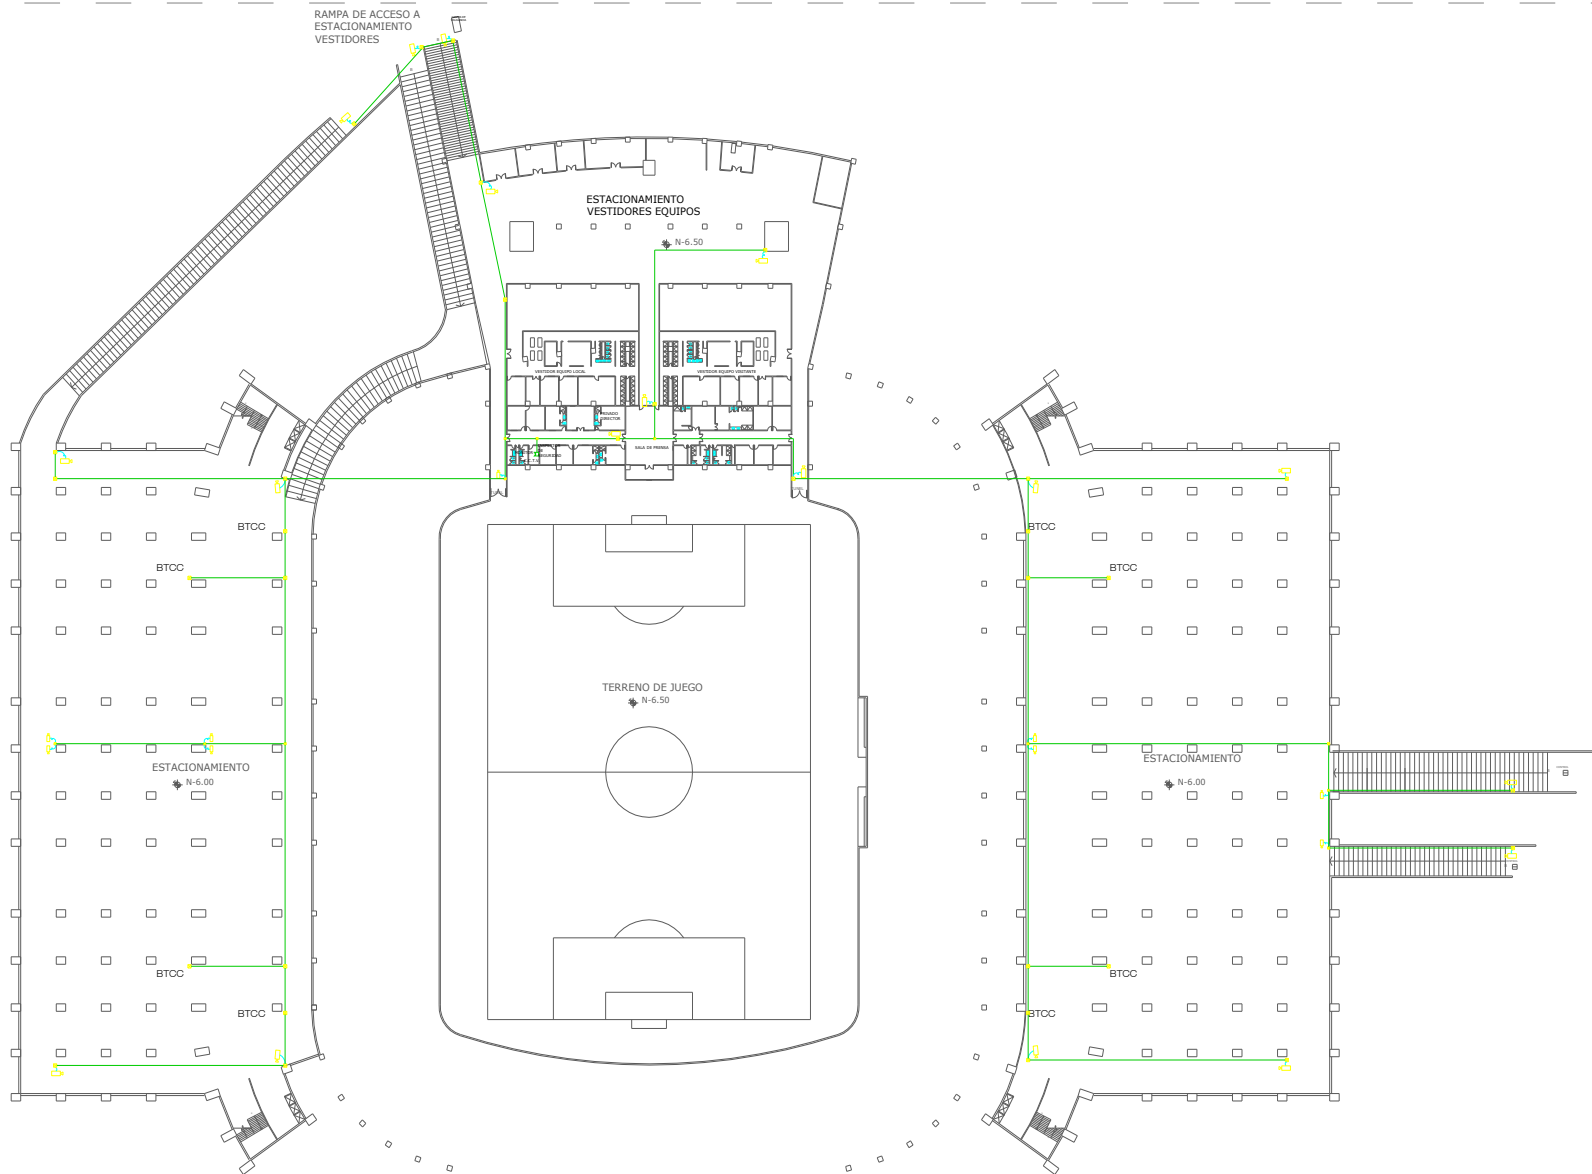 RAMPA DE ACCESO A
ESTACIONAMIENTO
VESTIDORES
ESTACIONAMIENTO
VESTIDORES EQUIPOS
N-6.50
VESTIDOR EQUIPO LOCAL
VESTIDOR EQUIPO VISITANTE
PRIVADO
DIRECTOR
SALA DE PRENSA
BTCC
BTCC
BTCC
BTCC
TERRENO DE JUEGO
N-6.50
ESTACIONAMIENTO
N-6.00
ESTACIONAMIENTO
N-6.00
BTCC
BTCC
BTCC
BTCC